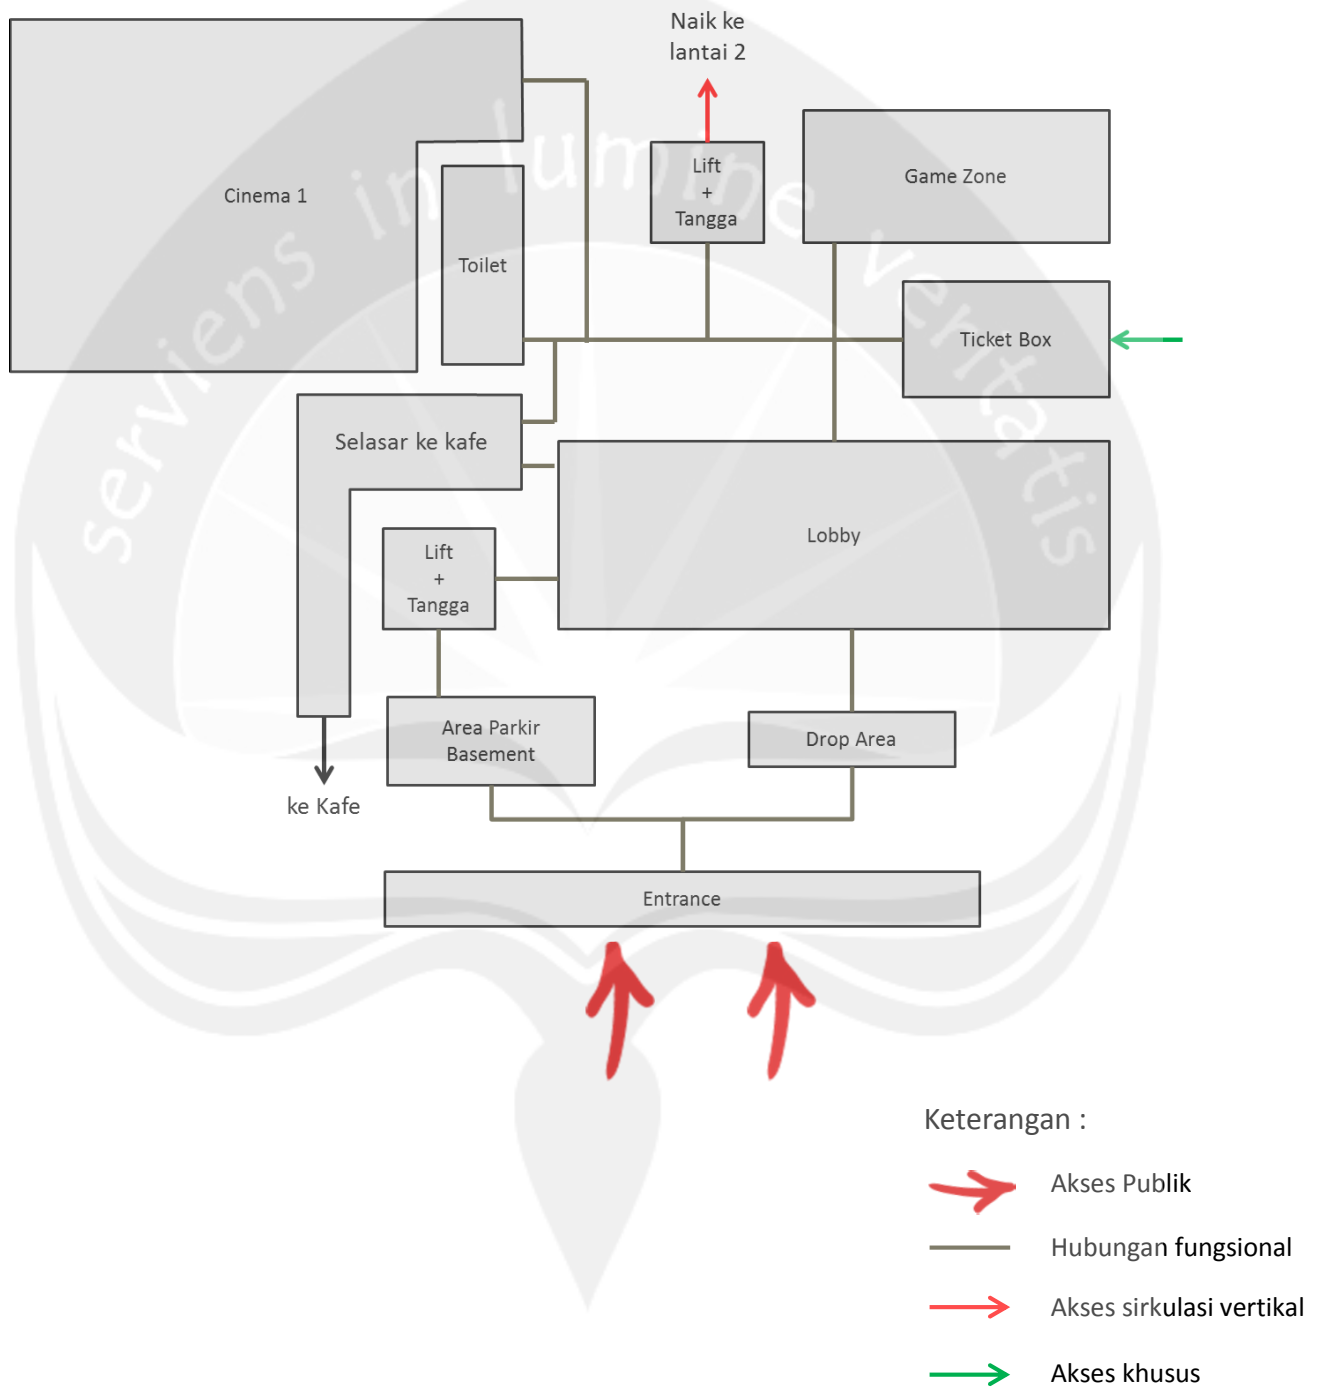 Naik ke
lantai 2
Cinema 1
Lift
+
Tangga
Game Zone
Toilet
Ticket Box
Selasar ke kafe
Lobby
Lift
+
Tangga
Area Parkir
Basement
Drop Area
ke Kafe
Entrance
serviens in lumine veritatis
Keterangan :
Akses Publik
Hubungan fungsional
Akses sirkulasi vertikal
Akses khusus